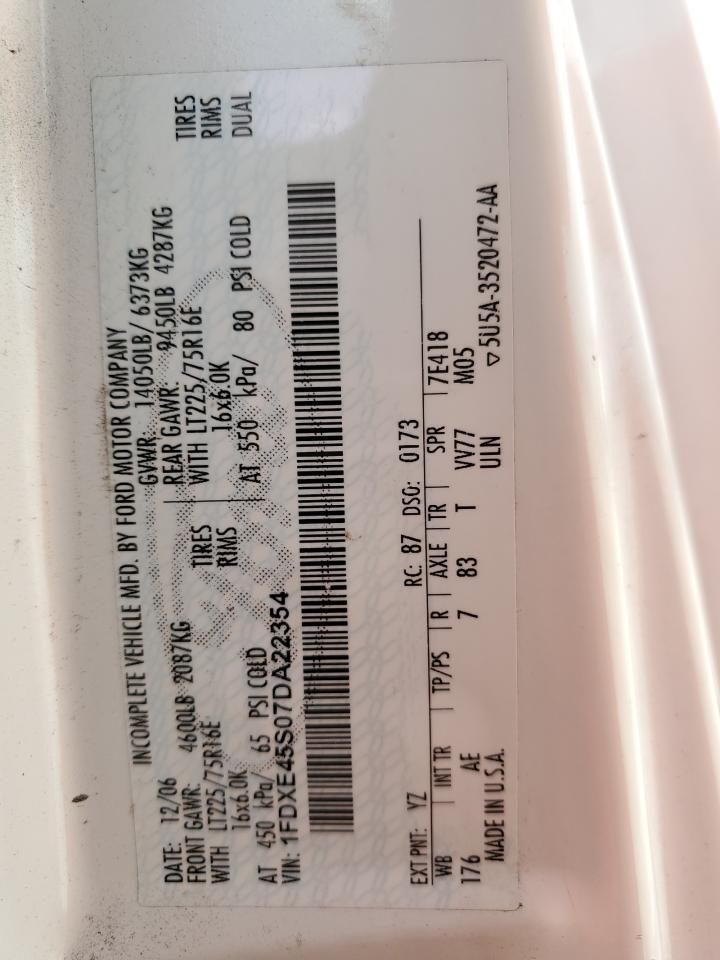 INCOMPLETE VEHICLE MFD. BY FORD MOTOR COMPANY
DATE: 12/06 GVWR: 14050LB/ 6373KG
FRONT GAWR: 4600LB 2087KG REAR GAWR: 9450LB 4287KG
WITH LT225/75R16E TIRES WITH LT225/75R16E TIRES
16x6.0K RIMS 16x6.0K RIMS
AT 450 kPa/ 65 PSI COLD AT 550 kPa/ 80 PSI COLD DUAL
VIN: 1FDXE45S07DA22354
EXT PNT: YZ RC: 87 DSO: 0173
WB INT TR TP/PS R AXLE TR SPR 7E418
176 AE 7 83 T VV77 M05
MADE IN U.S.A. ULN
▽5U5A-3520472-AA